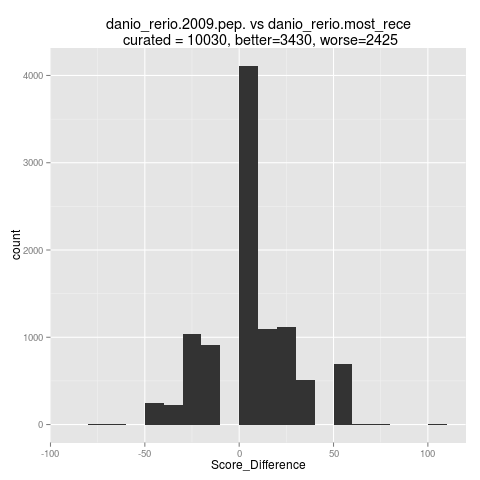 danio_rerio.2009.pep. vs danio_rerio.most_rece
curated = 10030, better=3430, worse=2425
4000
3000
2000
1000
0
count
-100 -50 0 50 100
Score_Difference